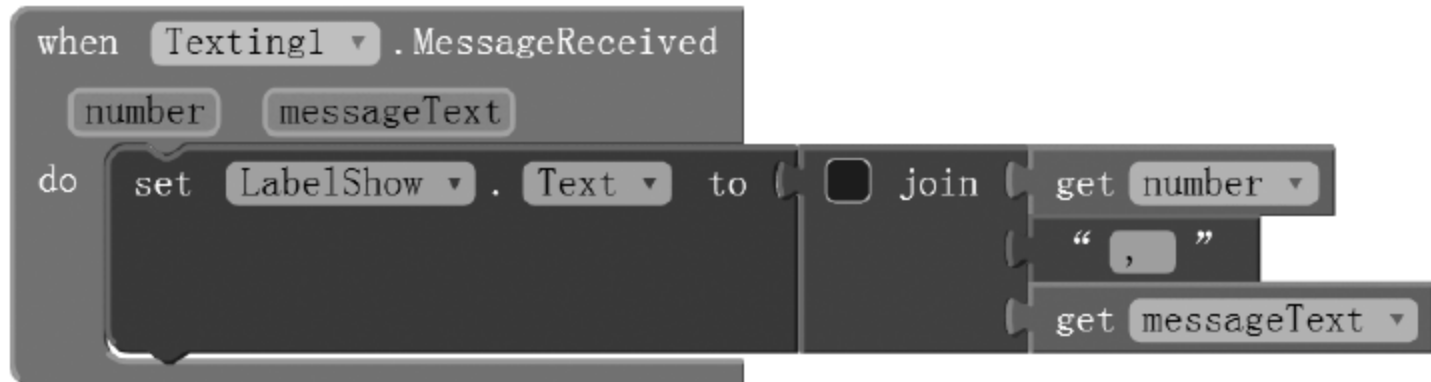 when Texting1 .MessageReceived
number messageText
do set LabelShow . Text to join get number
“ , ”
get messageText